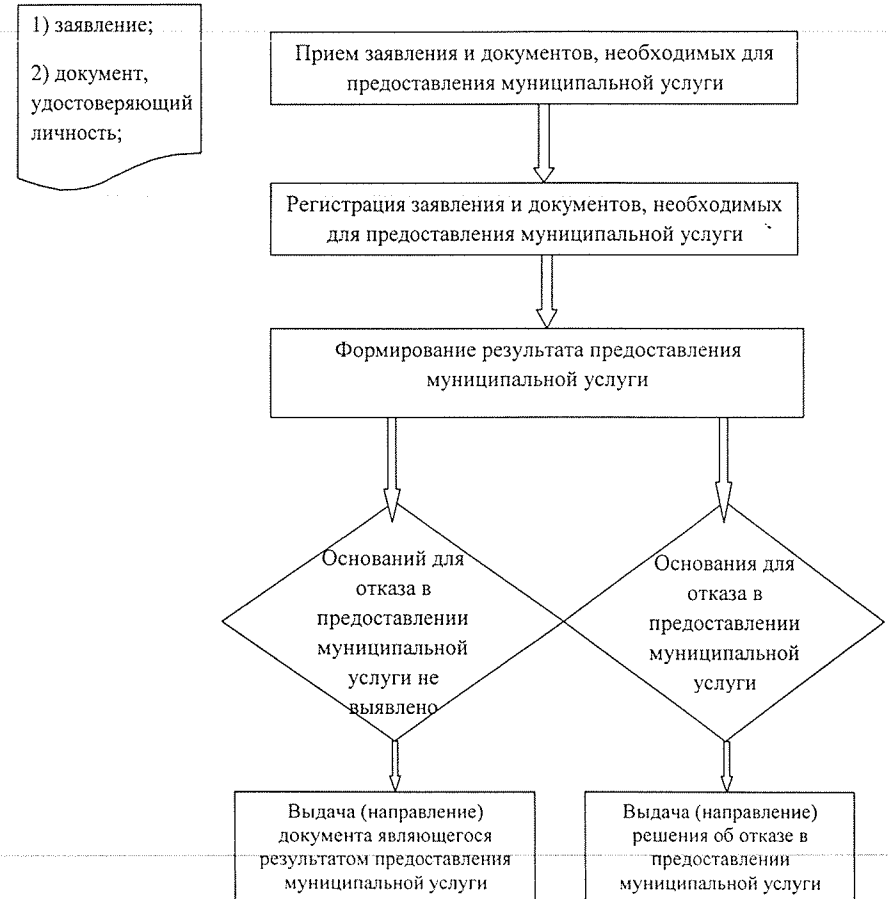 1) заявление;
2) документ,
удостоверяющий
личность;
Прием заявления и документов, необходимых для
предоставления муниципальной услуги
Регистрация заявления и документов, необходимых
для предоставления муниципальной услуги
Формирование результата предоставления
муниципальной услуги
Оснований для
отказа в
предоставлении
муниципальной
услуги не
выявлено
Основания для
отказа в
предоставлении
муниципальной
услуги
Выдача (направление)
документа являющегося
результатом предоставления
муниципальной услуги
Выдача (направление)
решения об отказе в
предоставлении
муниципальной услуги